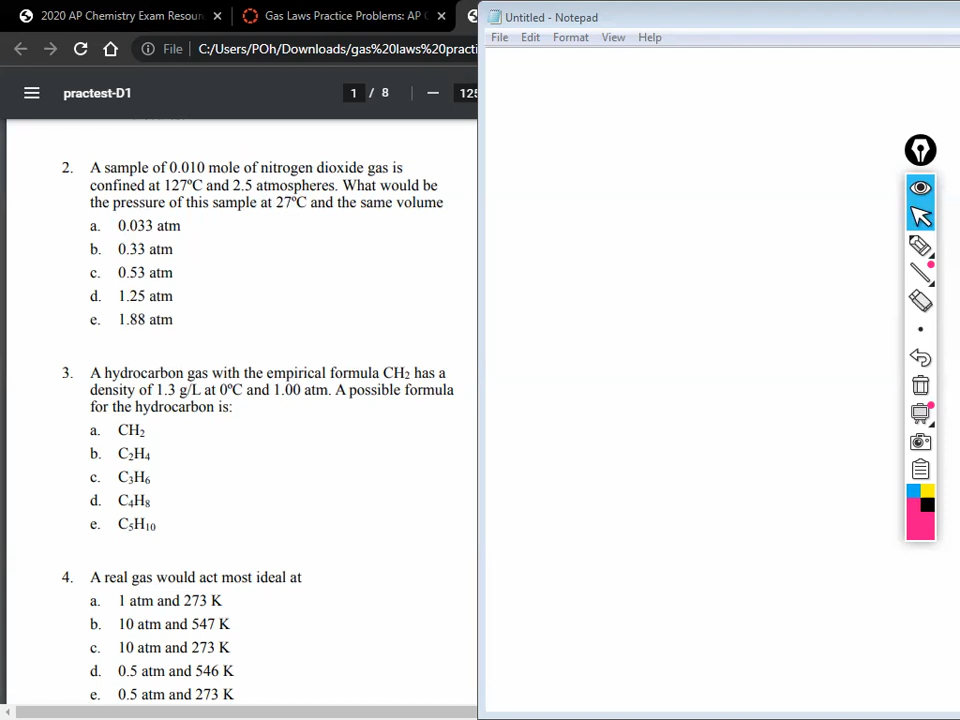 2020 AP Chemistry Exam Resour
Gas Laws Practice Problems: AP
Untitled - Notepad
File
C:/Users/POh/Downloads/gas%20laws%20practi
File Edit Format View Help
practest-D1
1 / 8
125
2. A sample of 0.010 mole of nitrogen dioxide gas is
confined at 127ºC and 2.5 atmospheres. What would be
the pressure of this sample at 27ºC and the same volume
a. 0.033 atm
b. 0.33 atm
c. 0.53 atm
d. 1.25 atm
e. 1.88 atm
3. A hydrocarbon gas with the empirical formula CH₂ has a
density of 1.3 g/L at 0ºC and 1.00 atm. A possible formula
for the hydrocarbon is:
a. CH₂
b. C₂H₄
c. C₃H₆
d. C₄H₈
e. C₅H₁₀
4. A real gas would act most ideal at
a. 1 atm and 273 K
b. 10 atm and 547 K
c. 10 atm and 273 K
d. 0.5 atm and 546 K
e. 0.5 atm and 273 K